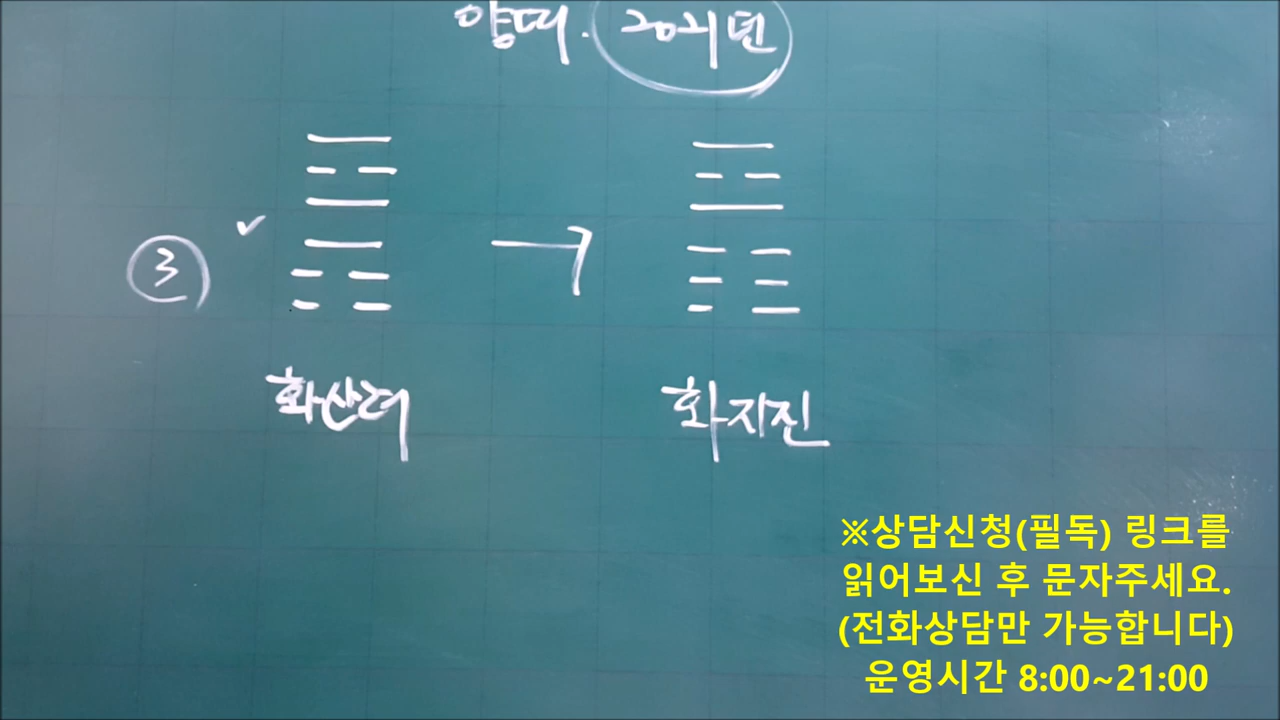 양띠. 2021년
✓
③
화산려
화지진
※상담신청(필독) 링크를
읽어보신 후 문자주세요.
(전화상담만 가능합니다)
운영시간 8:00~21:00